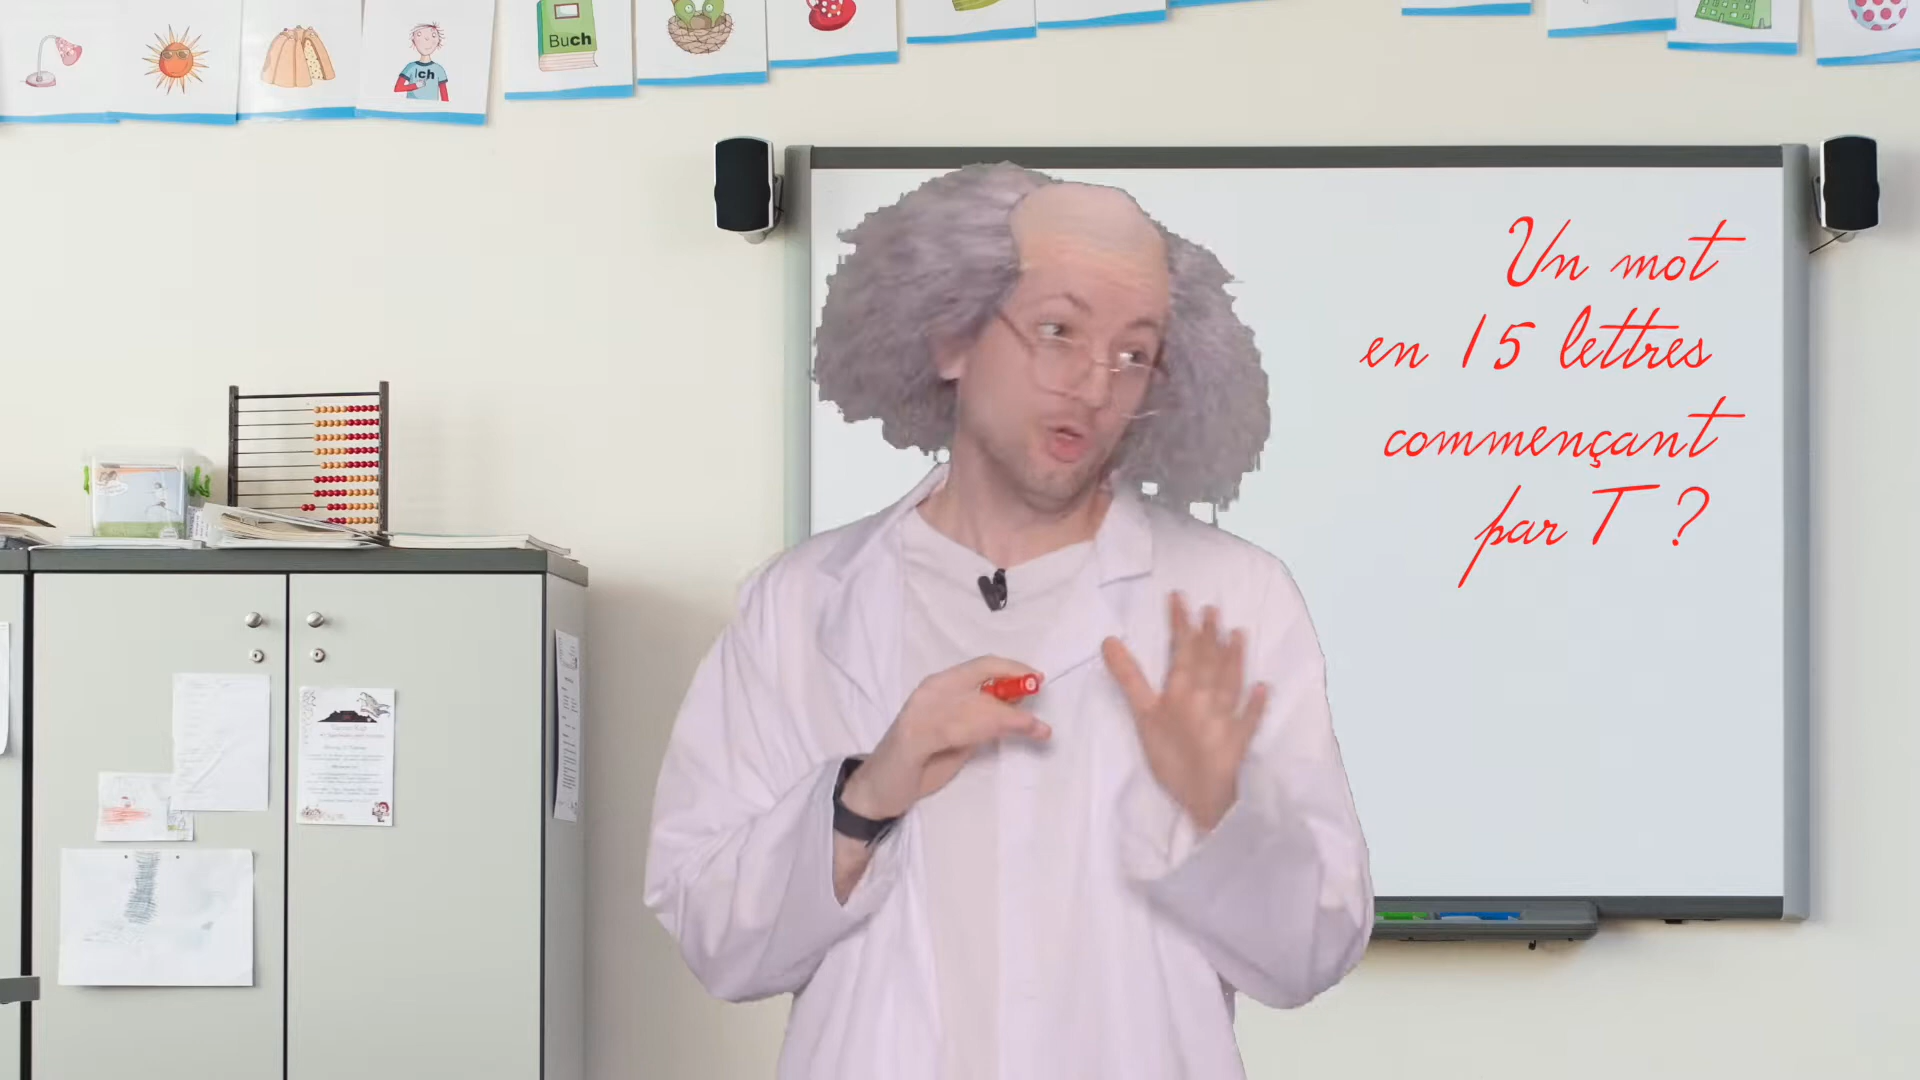 Buch
Ich
Un mot
en 15 lettres
commençant
par T ?